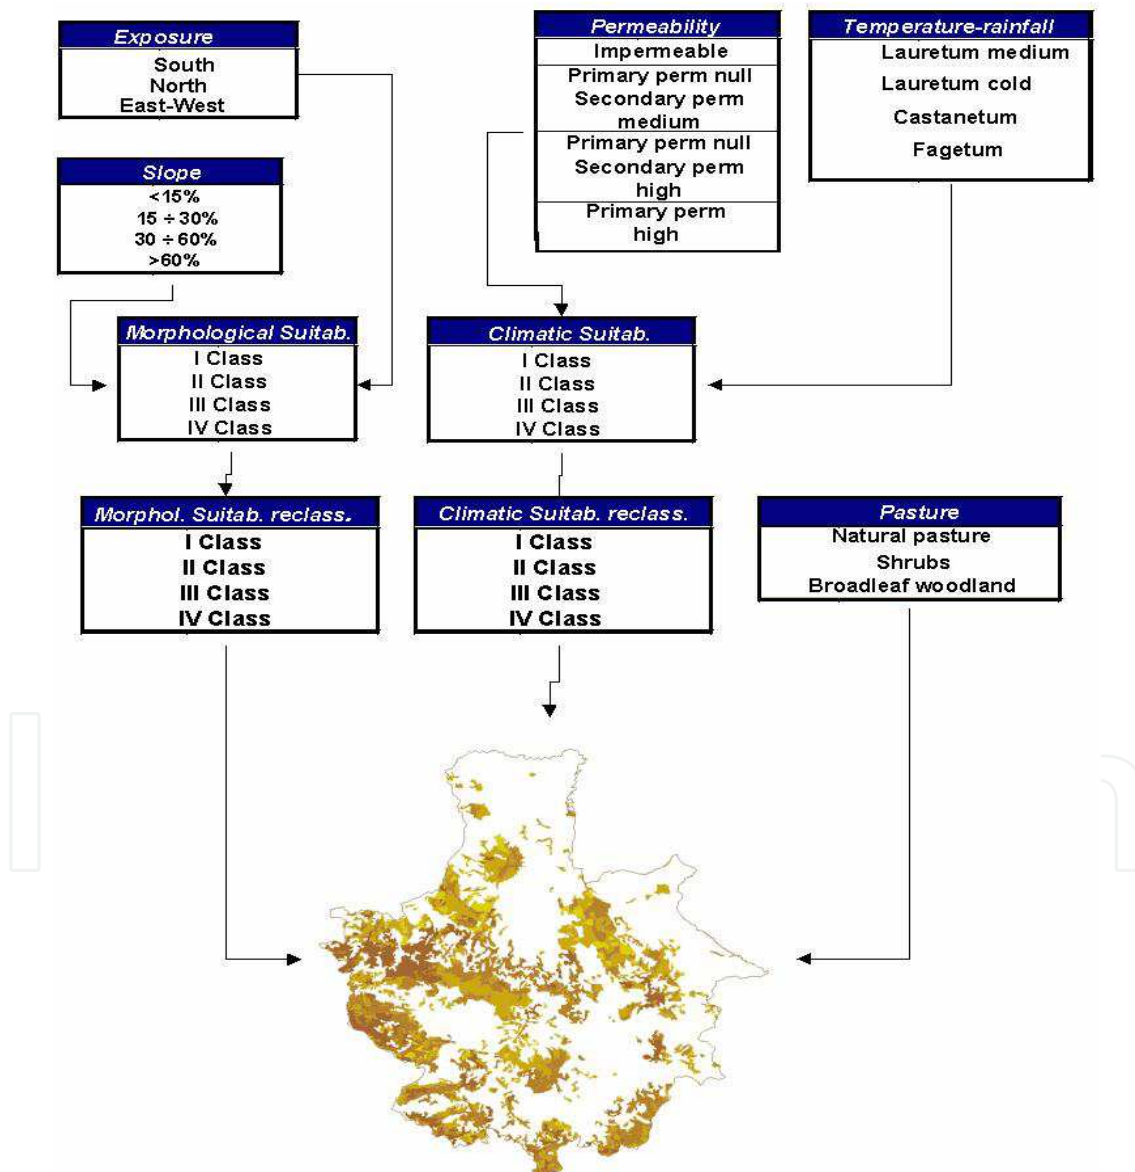 Exposure
South
North
East-West
Permeability
Impermeable
Primary perm null
Secondary perm
medium
Primary perm null
Secondary perm
high
Primary perm
high
Temperature-rainfall
Lauretum medium
Lauretum cold
Castanetum
Fagetum
Slope
<15%
15 ÷ 30%
30 ÷ 60%
>60%
Morphological Suitab.
I Class
II Class
III Class
IV Class
Climatic Suitab.
I Class
II Class
III Class
IV Class
Morphol. Suitab. reclass.
I Class
II Class
III Class
IV Class
Climatic Suitab. reclass.
I Class
II Class
III Class
IV Class
Pasture
Natural pasture
Shrubs
Broadleaf woodland